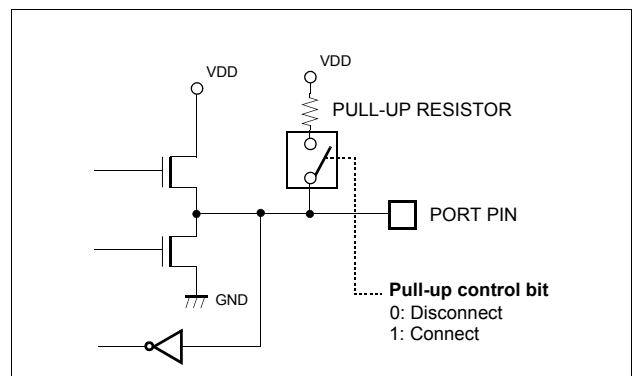 VDD
VDD
PULL-UP RESISTOR
PORT PIN
GND
Pull-up control bit
0: Disconnect
1: Connect